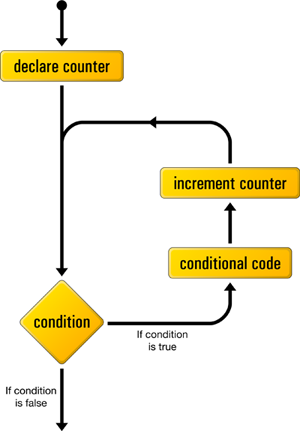 declare counter
increment counter
conditional code
condition
If condition
is true
If condition
is false